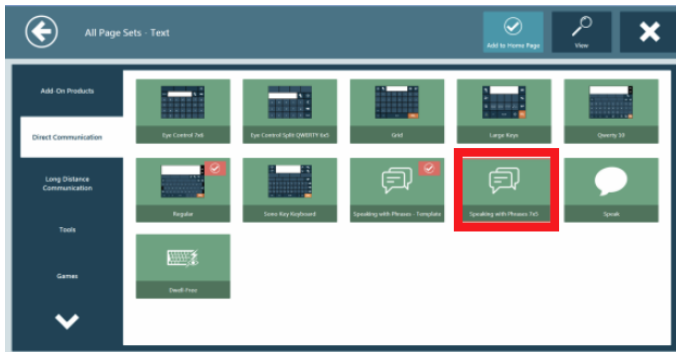 All Page Sets - Text
Add to Home Page
View
Add-On Products
Direct Communication
Long Distance
Communication
Tools
Games
Eye Control 7x6
Eye Control Split QWERTY 6x5
Grid
Large Keys
Qwerty 10
Regular
Sono Key Keyboard
Speaking with Phrases - Template
Speaking with Phrases 7x5
Speak
Dwell-Free